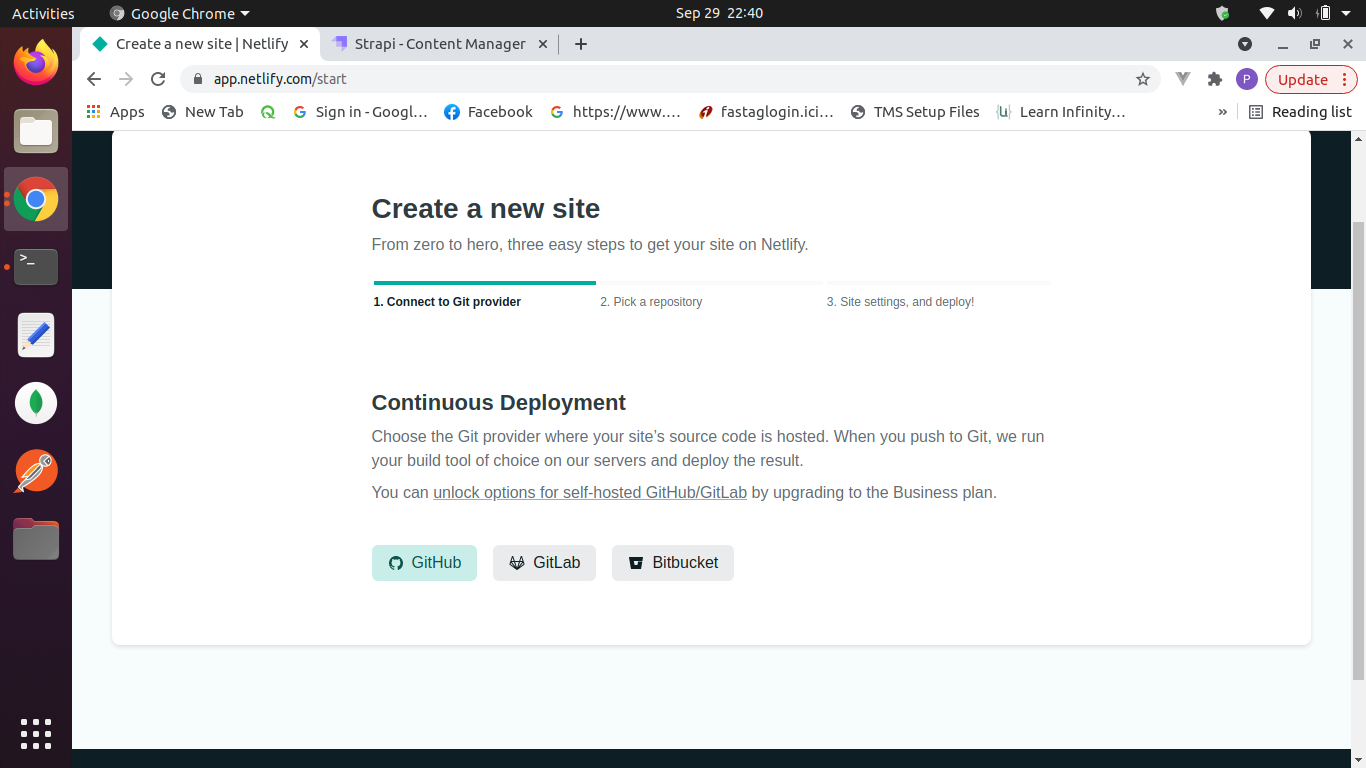 Activities
Google Chrome
Sep 29 22:40
Create a new site | Netlify
Strapi - Content Manager
app.netlify.com/start
P
Update
Apps
New Tab
Sign in - Googl...
Facebook
https://www....
fastaglogin.ici...
TMS Setup Files
Learn Infinity...
»
Reading list
Create a new site
From zero to hero, three easy steps to get your site on Netlify.
1. Connect to Git provider
2. Pick a repository
3. Site settings, and deploy!
Continuous Deployment
Choose the Git provider where your site's source code is hosted. When you push to Git, we run
your build tool of choice on our servers and deploy the result.
You can unlock options for self-hosted GitHub/GitLab by upgrading to the Business plan.
GitHub
GitLab
Bitbucket